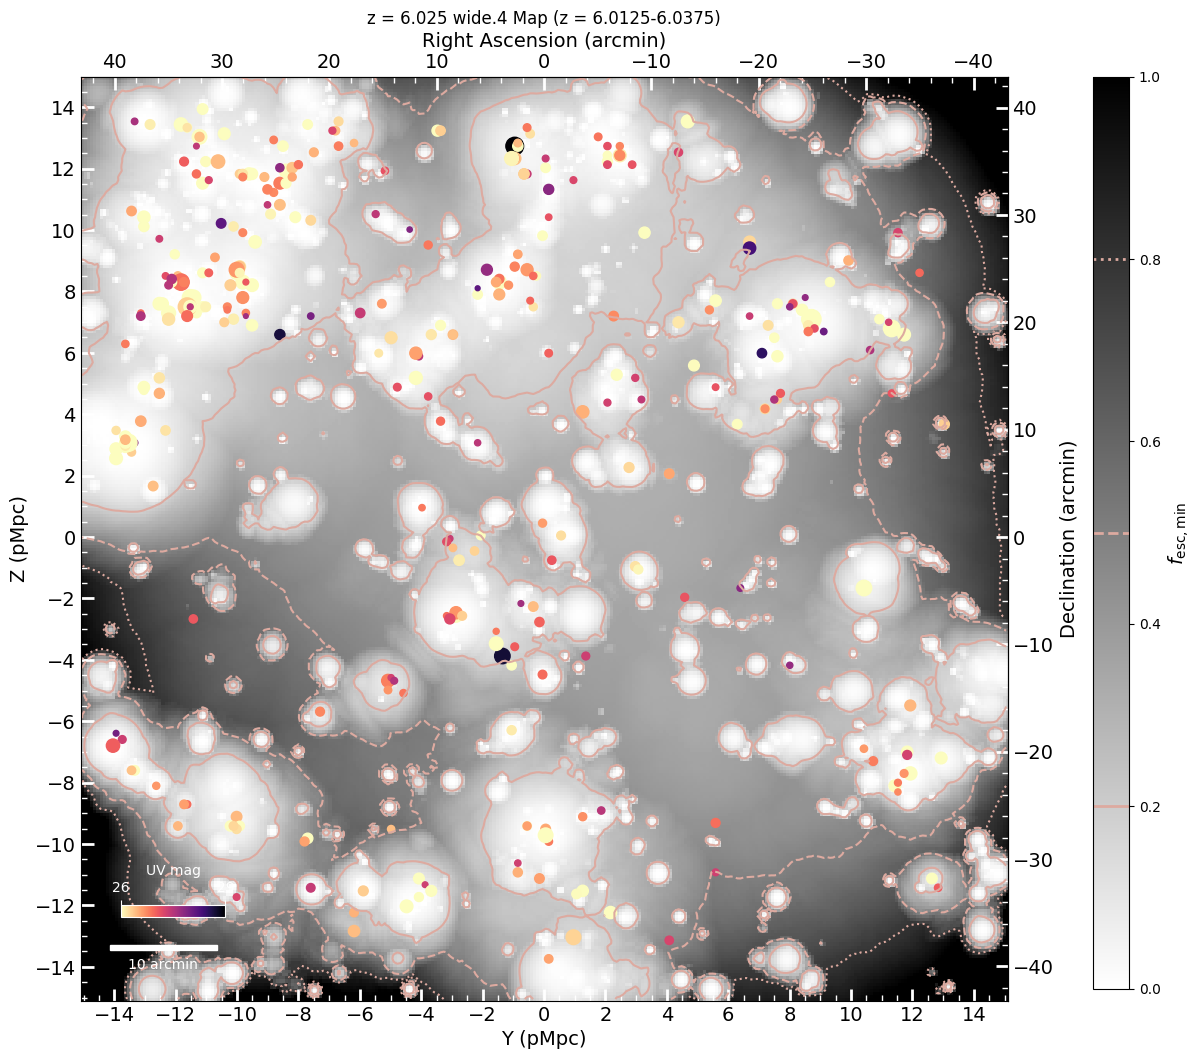 z = 6.025 wide.4 Map (z = 6.0125-6.0375)
Right Ascension (arcmin)
40 30 20 10 0 −10 −20 −30 −40
14 12 10 8 6 4 2 0 −2 −4 −6 −8 −10 −12 −14
Z (pMpc)
UV mag
26
10 arcmin
−14 −12 −10 −8 −6 −4 −2 0 2 4 6 8 10 12 14
Y (pMpc)
40 30 20 10 0 −10 −20 −30 −40
Declination (arcmin)
1.0
0.8
0.6
0.4
0.2
0.0
f_esc,min